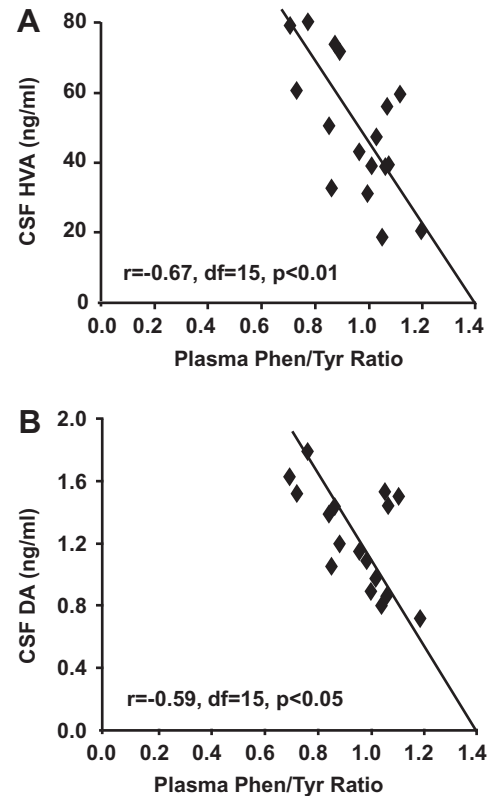 A
CSF HVA (ng/ml)
80
60
40
20
0
r=-0.67, df=15, p<0.01
0.0 0.2 0.4 0.6 0.8 1.0 1.2 1.4
Plasma Phen/Tyr Ratio
B
CSF DA (ng/ml)
2.0
1.6
1.2
0.8
0.4
0.0
r=-0.59, df=15, p<0.05
0.0 0.2 0.4 0.6 0.8 1.0 1.2 1.4
Plasma Phen/Tyr Ratio